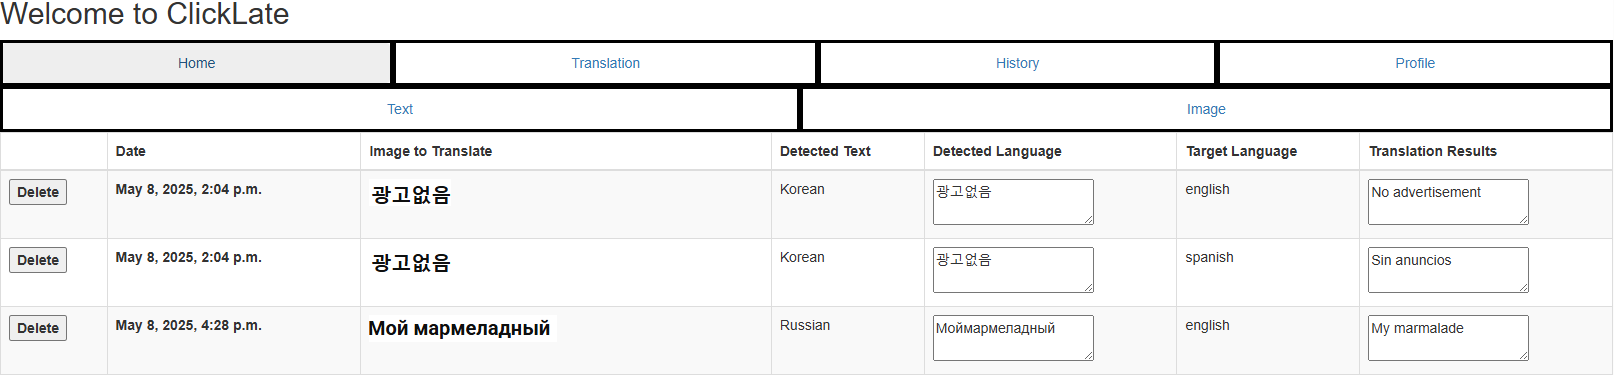 Welcome to ClickLate
Home Translation History Profile
Text Image
Date Image to Translate Detected Text Detected Language Target Language Translation Results
Delete May 8, 2025, 2:04 p.m. 광고없음 Korean 광고없음 english No advertisement
Delete May 8, 2025, 2:04 p.m. 광고없음 Korean 광고없음 spanish Sin anuncios
Delete May 8, 2025, 4:28 p.m. Мой мармеладный Russian Моймармеладный english My marmalade